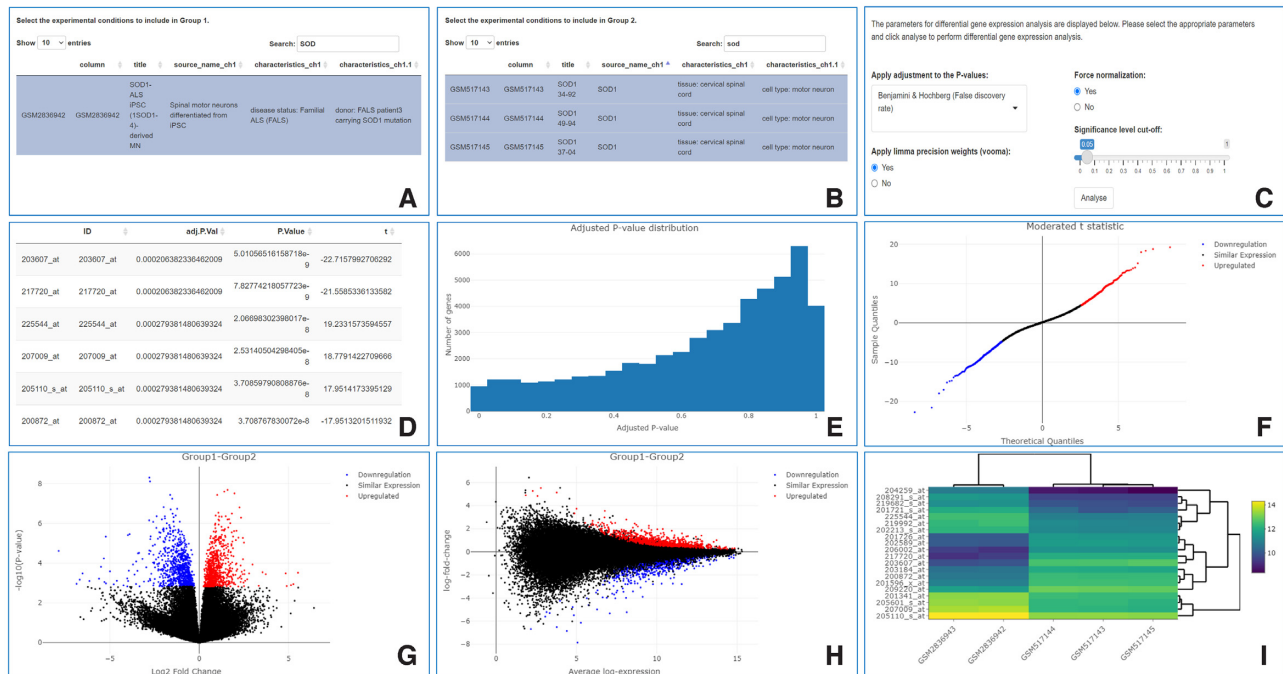 Select the experimental conditions to include in Group 1.
Show 10 entries Search: SOD
column title source_name_ch1 characteristics_ch1 characteristics_ch1.1
GSM2836942 GSM2836942 SOD1-ALS iPSC (1SOD1-4)-derived MN Spinal motor neurons differentiated from iPSC disease status: Familial ALS (FALS) donor: FALS patient3 carrying SOD1 mutation
A
Select the experimental conditions to include in Group 2.
Show 10 entries Search: sod
column title source_name_ch1 characteristics_ch1 characteristics_ch1.1
GSM517143 GSM517143 SOD1 34-92 SOD1 tissue: cervical spinal cord cell type: motor neuron
GSM517144 GSM517144 SOD1 49-94 SOD1 tissue: cervical spinal cord cell type: motor neuron
GSM517145 GSM517145 SOD1 37-04 SOD1 tissue: cervical spinal cord cell type: motor neuron
B
The parameters for differential gene expression analysis are displayed below. Please select the appropriate parameters
and click analyse to perform differential gene expression analysis.
Apply adjustment to the P-values:
Benjamini & Hochberg (False discovery
rate)
Apply limma precision weights (vooma):
Yes
No
Force normalization:
Yes
No
Significance level cut-off:
0.05 1
0 0.1 0.2 0.3 0.4 0.5 0.6 0.7 0.8 0.9 1
Analyse
C
ID adj.P.Val P.Value t
203607_at 203607_at 0.000206382336462009 5.01056516158718e-9 -22.7157992706292
217720_at 217720_at 0.000206382336462009 7.82774218057723e-9 -21.5585336133582
225544_at 225544_at 0.000279381480639324 2.06698302398017e-8 19.2331573594557
207009_at 207009_at 0.000279381480639324 2.53140504298405e-8 18.7791422709666
205110_s_at 205110_s_at 0.000279381480639324 3.70859790808876e-8 17.9514173395129
200872_at 200872_at 0.000279381480639324 3.708767830072e-8 -17.9513201511932
D
Adjusted P-value distribution
Number of genes
6000
5000
4000
3000
2000
1000
0
0 0.2 0.4 0.6 0.8 1
Adjusted P-value
E
Moderated t statistic
Downregulation
Similar Expression
Upregulated
Sample Quantiles
20
10
0
−10
−20
−5 0 5
Theoretical Quantiles
F
Group1-Group2
Downregulation
Similar Expression
Upregulated
-log10(P-value)
8
6
4
2
0
−5 0 5
Log2 Fold Change
G
Group1-Group2
Downregulation
Similar Expression
Upregulated
log-fold-change
6
4
2
0
−2
−4
−6
−8
0 5 10 15
Average log-expression
H
204259_at
208291_s_at
219682_s_at
201721_s_at
225544_at
219992_at
202213_s_at
201726_at
202589_at
206002_at
217720_at
203607_at
203184_at
200872_at
201596_x_at
209220_at
201341_at
205601_s_at
207009_at
205110_s_at
14
12
10
GSM2836943 GSM2836942 GSM517144 GSM517143 GSM517145
I